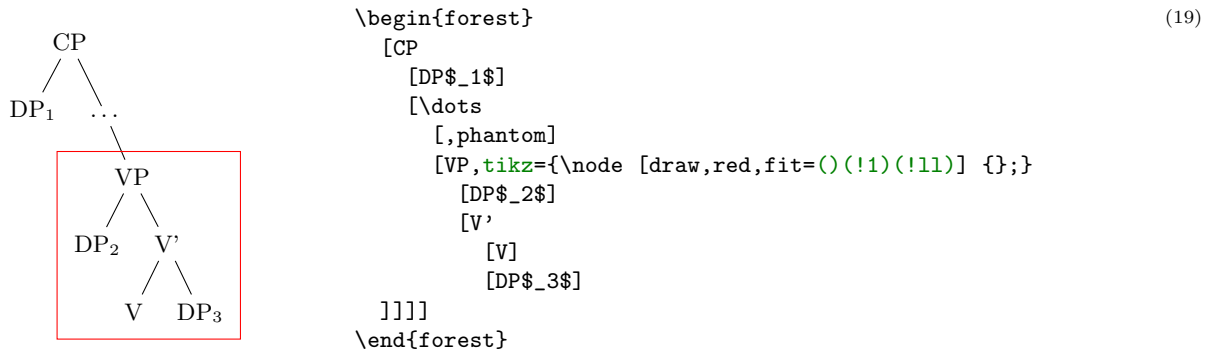 CP
DP₁ …
VP
DP₂ V'
V DP₃
\begin{forest}
[CP
[DP$_1$]
[\dots
[,phantom]
[VP,tikz={\node [draw,red,fit=()(!1)(!ll)] {};}
[DP$_2$]
[V'
[V]
[DP$_3$]
]]]]
\end{forest}
(19)